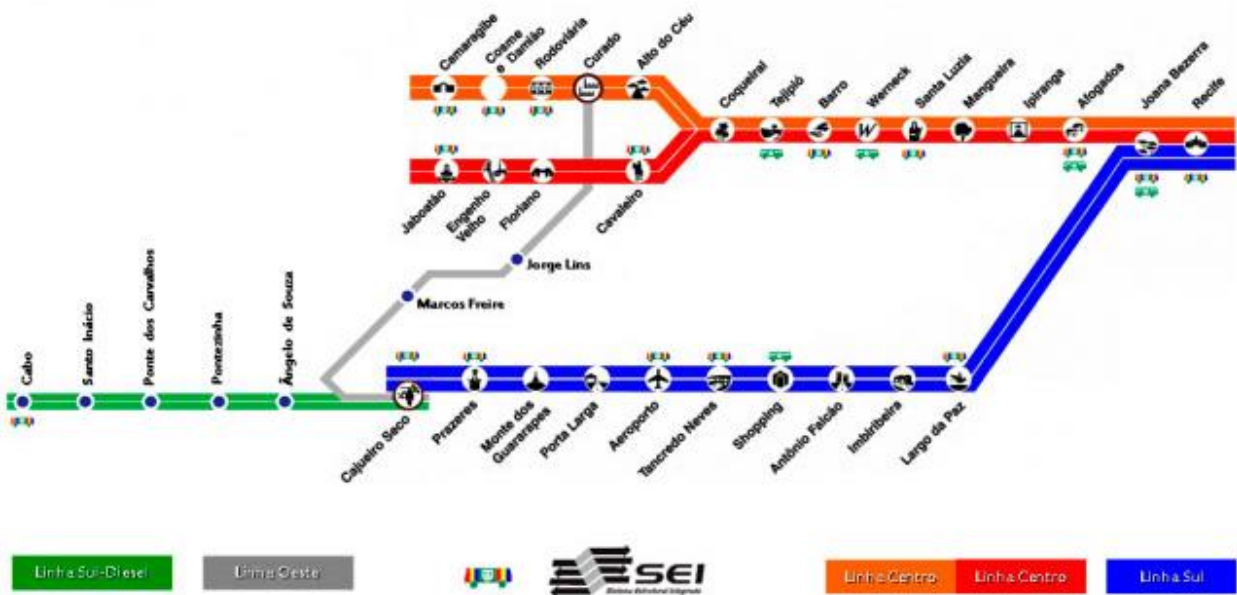 Camaragibe
Cosme
e Damião
Rodoviária
Curado
Alto do Céu
Coqueiral
Tejipió
Barro
Werneck
Santa Luzia
Mangueira
Ipiranga
Afogados
Joana Bezerra
Recife
Jaboatão
Engenho
Velho
Floriano
Cavaleiro
Jorge Lins
Marcos Freire
Cabo
Santo Inácio
Ponte dos Carvalhos
Pontezinha
Ângelo de Souza
Cajueiro Seco
Prazeres
Monte dos
Guararapes
Porta Larga
Aeroporto
Tancredo Neves
Shopping
Antônio Falcão
Imbiribeira
Largo da Paz
Linha Sul-Diesel
Linha Oeste
SEI
Sistema Estrutural Integrado
Linha Centro
Linha Centro
Linha Sul